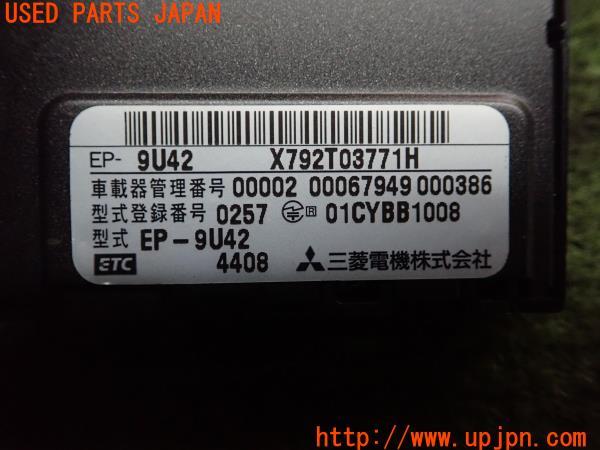 USED PARTS JAPAN
EP- 9U42 X792T03771H
車載器管理番号 00002 00067949 000386
型式登録番号 0257 R 01CYBB1008
型式 EP-9U42
ETC 4408 三菱電機株式会社
http://www.upjpn.com/